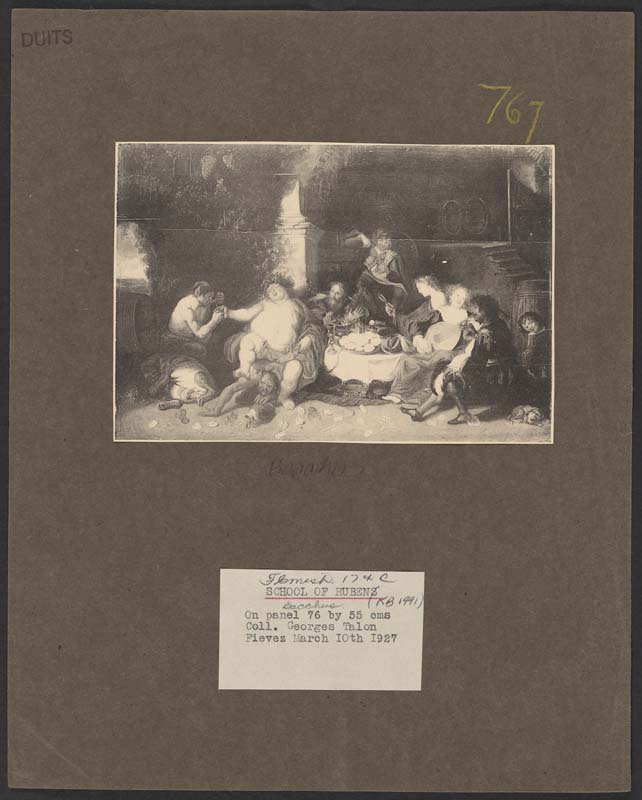 DUITS
767
Bacchus
Flemish. 17th C
SCHOOL OF RUBENS
Bacchus. (KB 1991)
On panel 76 by 55 cms
Coll. Georges Talon
Fievez March 10th 1927